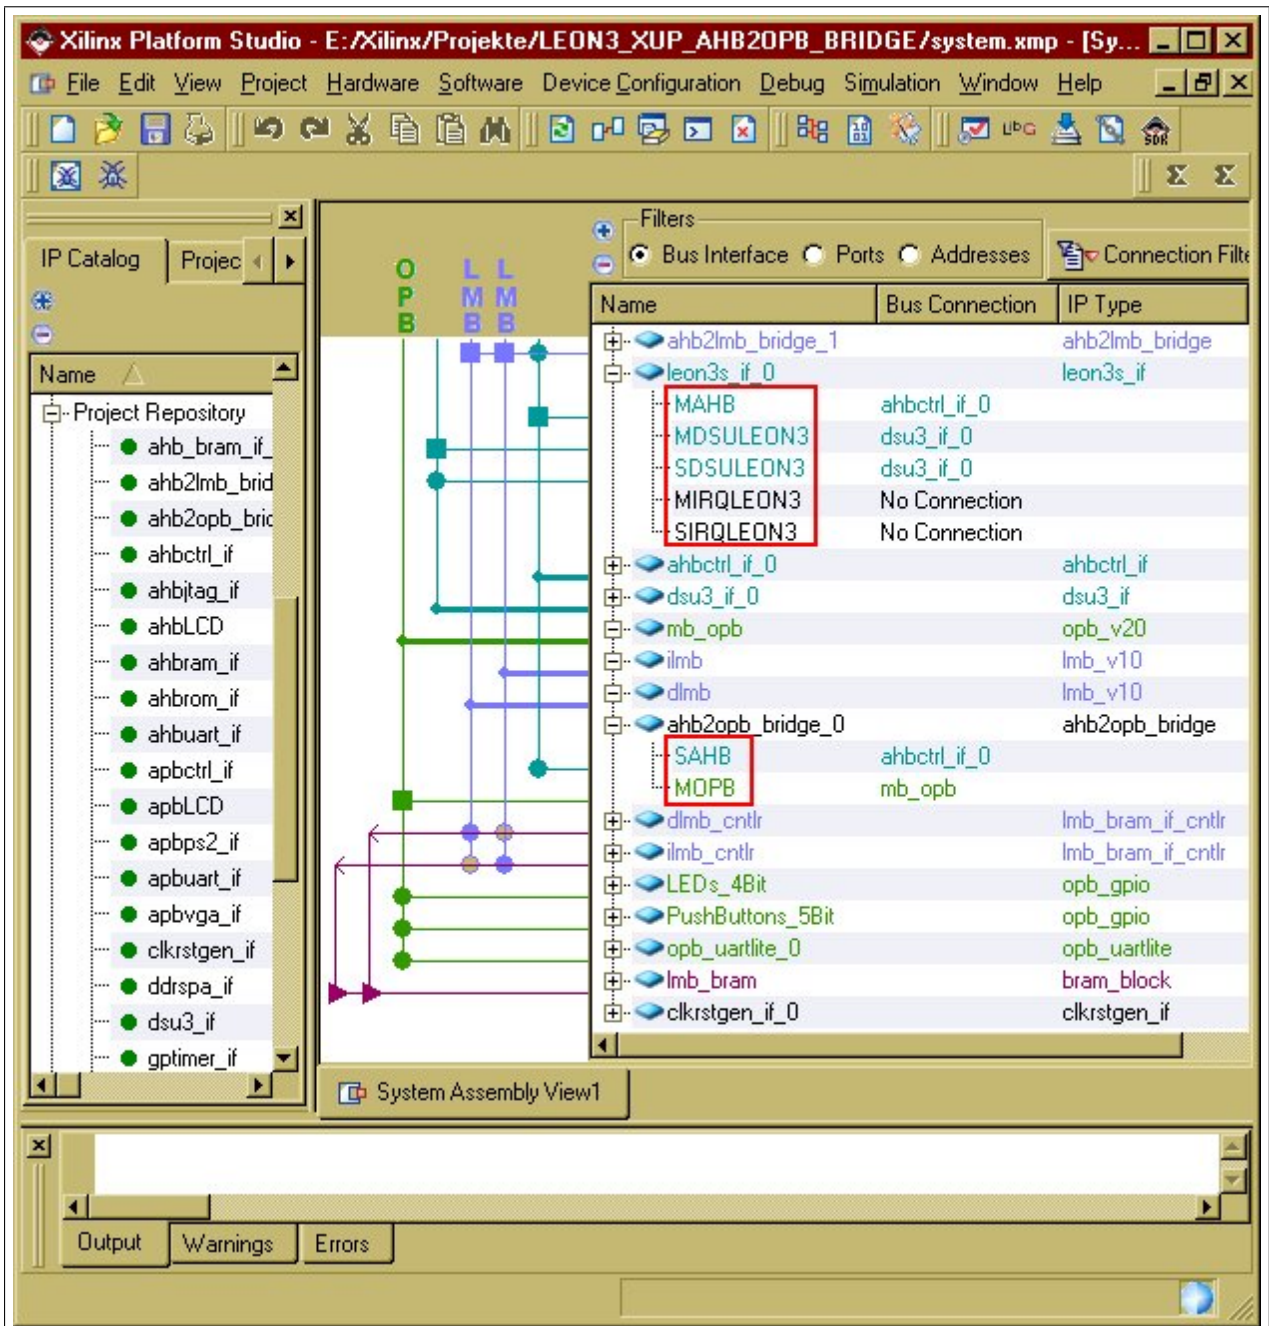 Xilinx Platform Studio - E:/Xilinx/Projekte/LEON3_XUP_AHB2OPB_BRIDGE/system.xmp - [Sy...
File Edit View Project Hardware Software Device Configuration Debug Simulation Window Help
IP Catalog Projec
Name
Project Repository
ahb_bram_if_
ahb2lmb_brid
ahb2opb_bric
ahbctrl_if
ahbjtag_if
ahbLCD
ahbram_if
ahbrom_if
ahbuart_if
apbctrl_if
apbLCD
apbps2_if
apbuart_if
apbvga_if
clkrstgen_if
ddrspa_if
dsu3_if
gptimer_if
OPB LMB LMB
Filters
Bus Interface Ports Addresses Connection Filte
Name Bus Connection IP Type
ahb2lmb_bridge_1 ahb2lmb_bridge
leon3s_if_0 leon3s_if
MAHB ahbctrl_if_0
MDSULEON3 dsu3_if_0
SDSULEON3 dsu3_if_0
MIRQLEON3 No Connection
SIRQLEON3 No Connection
ahbctrl_if_0 ahbctrl_if
dsu3_if_0 dsu3_if
mb_opb opb_v20
ilmb lmb_v10
dlmb lmb_v10
ahb2opb_bridge_0 ahb2opb_bridge
SAHB ahbctrl_if_0
MOPB mb_opb
dlmb_cntlr lmb_bram_if_cntlr
ilmb_cntlr lmb_bram_if_cntlr
LEDs_4Bit opb_gpio
PushButtons_5Bit opb_gpio
opb_uartlite_0 opb_uartlite
lmb_bram bram_block
clkrstgen_if_0 clkrstgen_if
System Assembly View1
Output Warnings Errors